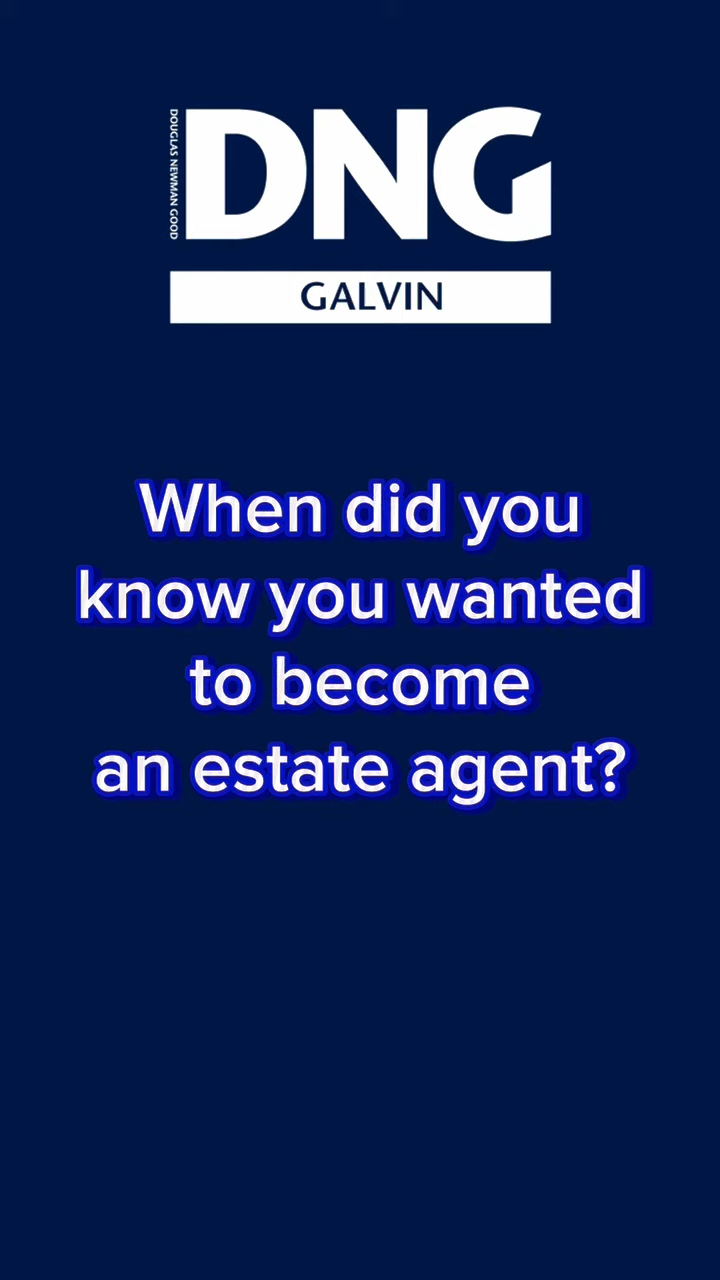 DOUGLAS NEWMAN GOOD
DNG
GALVIN
When did you
know you wanted
to become
an estate agent?